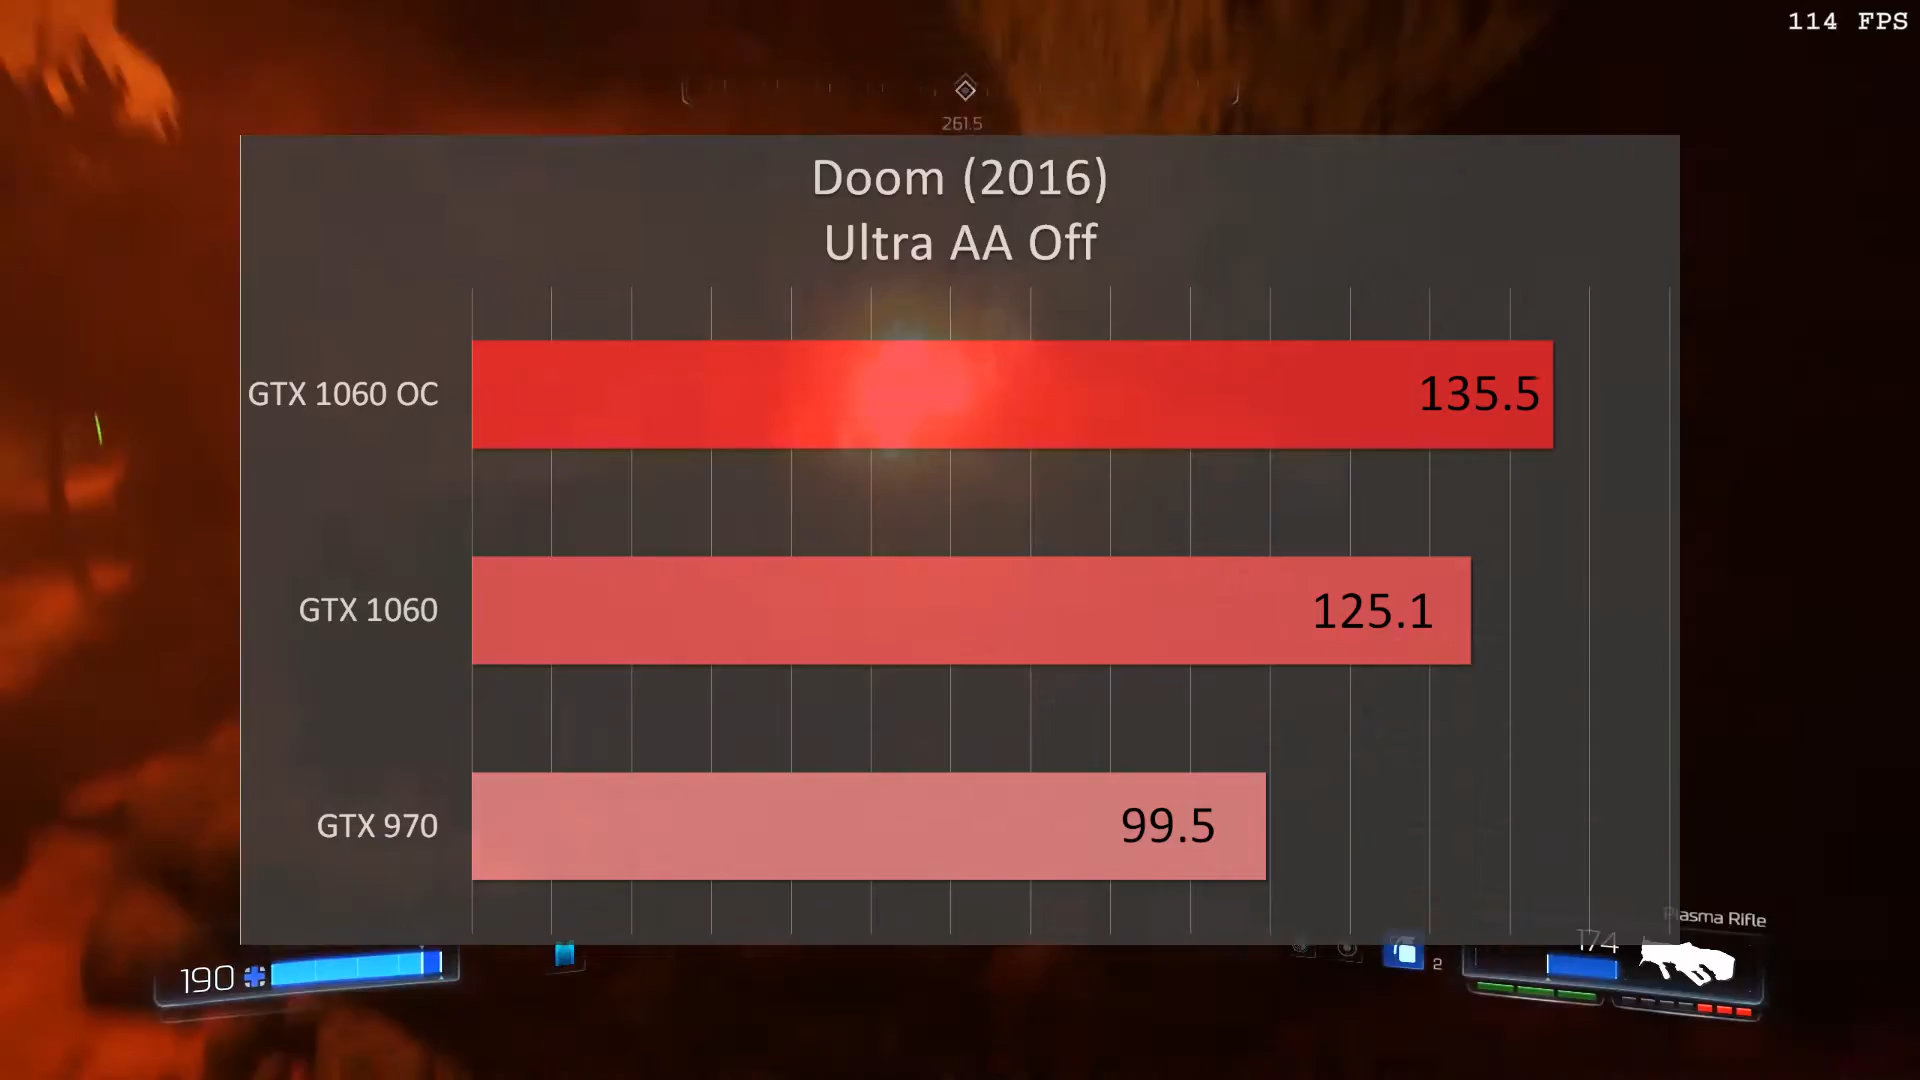 114 FPS
261.5
Doom (2016)
Ultra AA Off
GTX 1060 OC
135.5
GTX 1060
125.1
GTX 970
99.5
Plasma Rifle
174
190
2